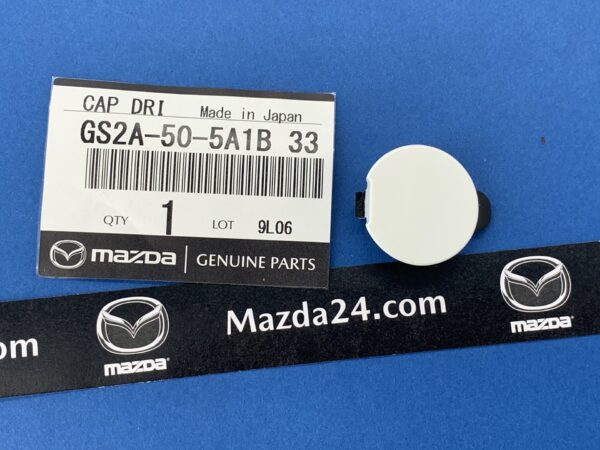 CAP DRI Made in Japan
GS2A-50-5A1B 33
QTY 1 LOT 9L06
mazda GENUINE PARTS
om mazda Mazda24.com mazda